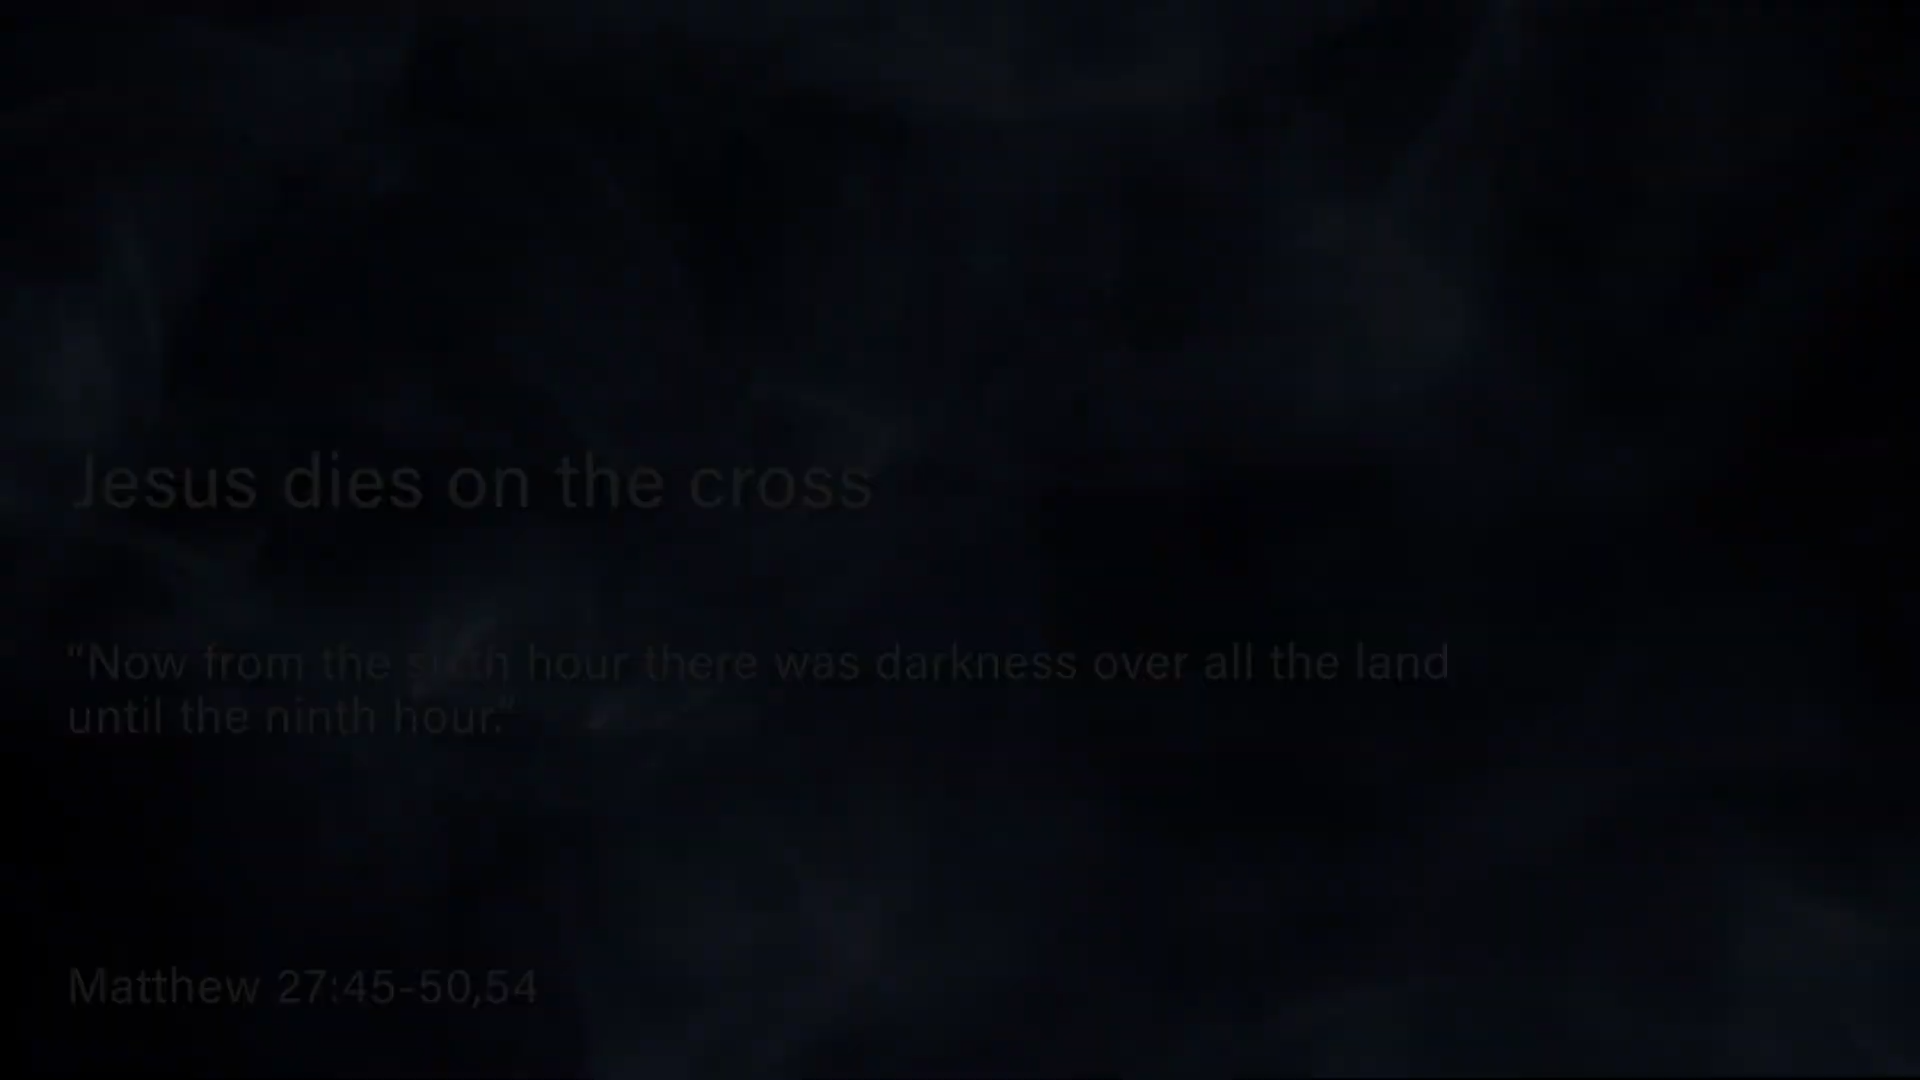 Jesus dies on the cross
“Now from the sixth hour there was darkness over all the land
until the ninth hour.”
Matthew 27:45-50,54